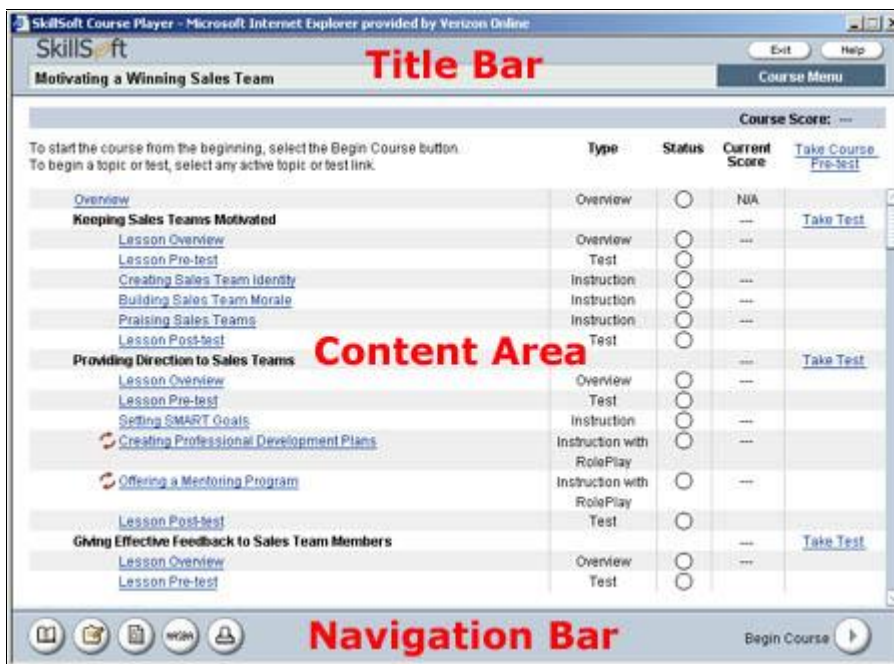 SkillSoft Course Player - Microsoft Internet Explorer provided by Verizon Online
SkillSoft
Title Bar
Exit Help
Motivating a Winning Sales Team
Course Menu
Course Score: ---
To start the course from the beginning, select the Begin Course button.
To begin a topic or test, select any active topic or test link.
Type Status Current Score Take Course Pre-test
Overview Overview N/A
Keeping Sales Teams Motivated --- Take Test
Lesson Overview Overview ---
Lesson Pre-test Test
Creating Sales Team Identity Instruction ---
Building Sales Team Morale Instruction ---
Praising Sales Teams Instruction ---
Lesson Post-test Test
Content Area
Providing Direction to Sales Teams --- Take Test
Lesson Overview Overview ---
Lesson Pre-test Test
Setting SMART Goals Instruction ---
Creating Professional Development Plans Instruction with RolePlay ---
Offering a Mentoring Program Instruction with RolePlay ---
Lesson Post-test Test
Giving Effective Feedback to Sales Team Members --- Take Test
Lesson Overview Overview ---
Lesson Pre-test Test
Navigation Bar
Begin Course